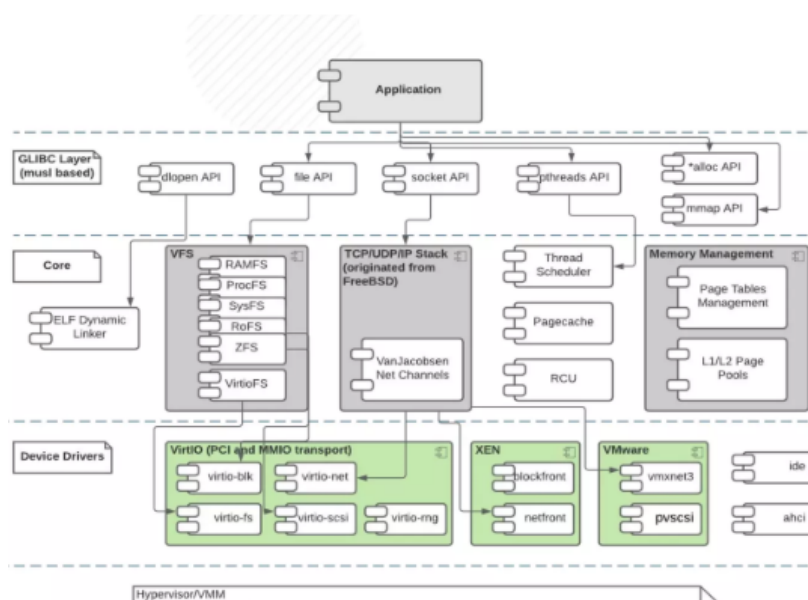 Application
GLIBC Layer
(musl based)
dlopen API
file API
socket API
pthreads API
*alloc API
mmap API
Core
VFS
RAMFS
ProcFS
SysFS
RoFS
ZFS
VirtioFS
TCP/UDP/IP Stack
(originated from
FreeBSD)
VanJacobsen
Net Channels
Thread
Scheduler
Pagecache
RCU
Memory Management
Page Tables
Management
L1/L2 Page
Pools
ELF Dynamic
Linker
Device Drivers
VirtIO (PCI and MMIO transport)
virtio-blk
virtio-net
virtio-fs
virtio-scsi
virtio-rng
XEN
blockfront
netfront
VMware
vmxnet3
pvscsi
ide
ahci
Hypervisor/VMM